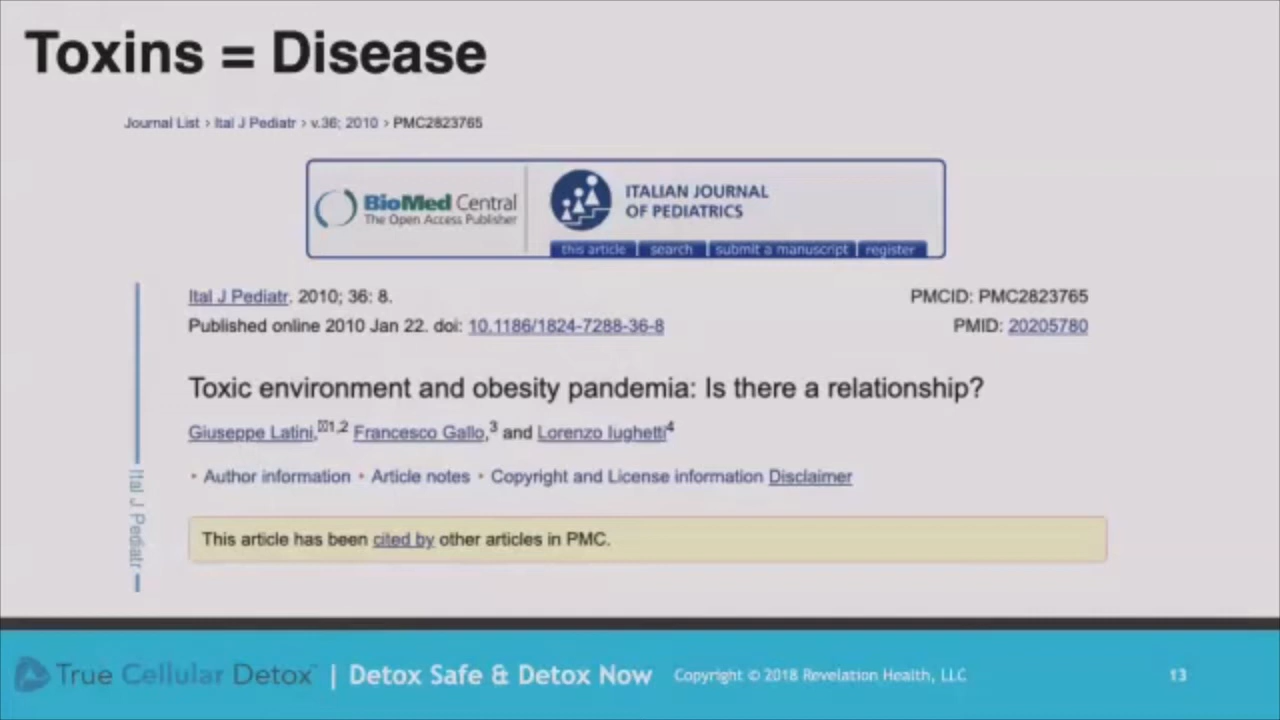 Toxins = Disease
Journal List > Ital J Pediatr > v.36; 2010 > PMC2823765
BioMed Central
The Open Access Publisher
ITALIAN JOURNAL
OF PEDIATRICS
this article | search | submit a manuscript | register
Ital J Pediatr. 2010; 36: 8.
PMCID: PMC2823765
Published online 2010 Jan 22. doi: 10.1186/1824-7288-36-8
PMID: 20205780
Toxic environment and obesity pandemia: Is there a relationship?
Giuseppe Latini,1,2 Francesco Gallo,3 and Lorenzo Iughetti4
• Author information • Article notes • Copyright and License information Disclaimer
Ital J Pediatr
This article has been cited by other articles in PMC.
True Cellular Detox™ | Detox Safe & Detox Now Copyright © 2018 Revelation Health, LLC 13